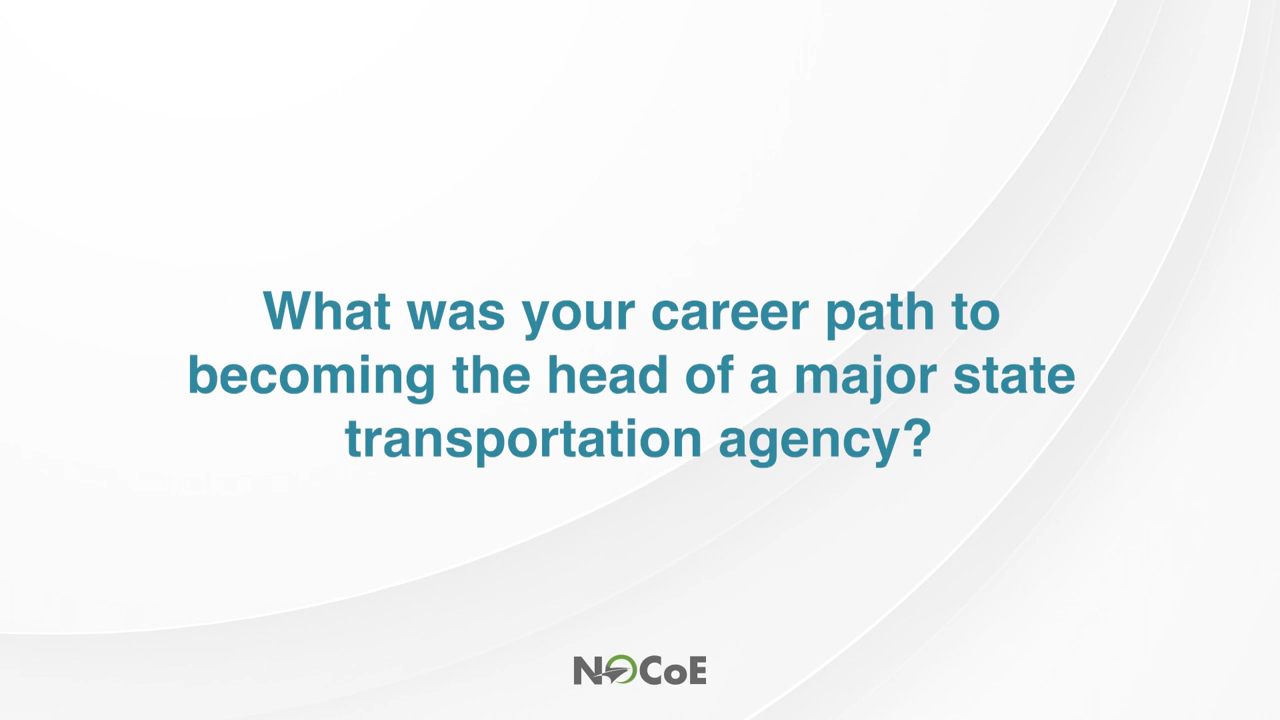 What was your career path to
becoming the head of a major state
transportation agency?
NOCoE